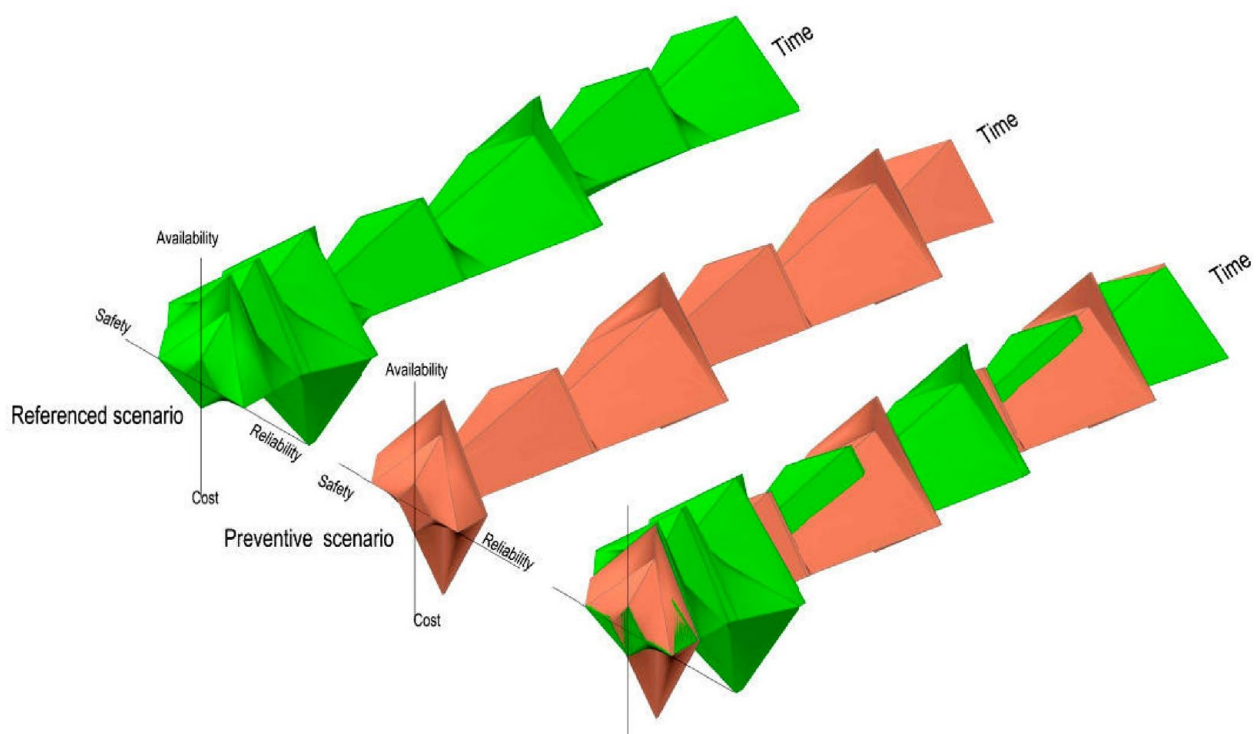 Time
Time
Availability
Time
Safety
Availability
Referenced scenario
Reliability
Safety
Cost
Preventive scenario
Reliability
Cost